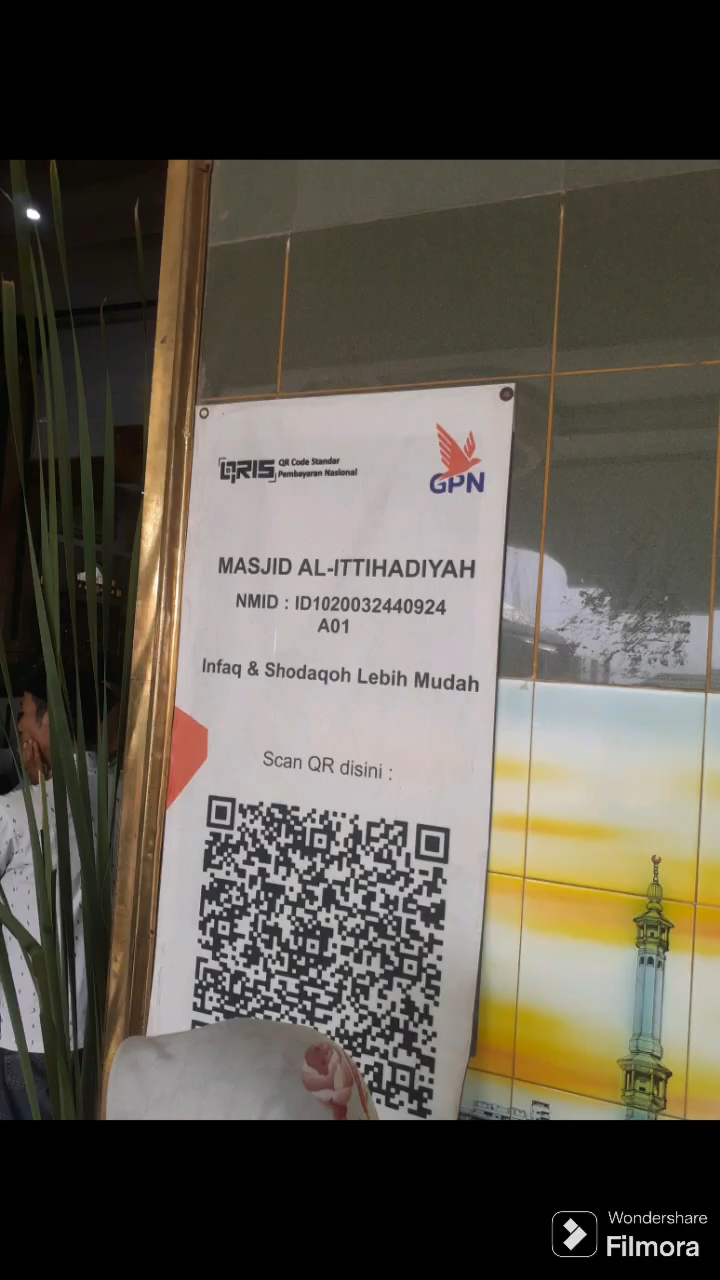 QRIS QR Code Standar
Pembayaran Nasional
GPN
MASJID AL-ITTIHADIYAH
NMID : ID1020032440924
A01
Infaq & Shodaqoh Lebih Mudah
Scan QR disini :
Wondershare
Filmora